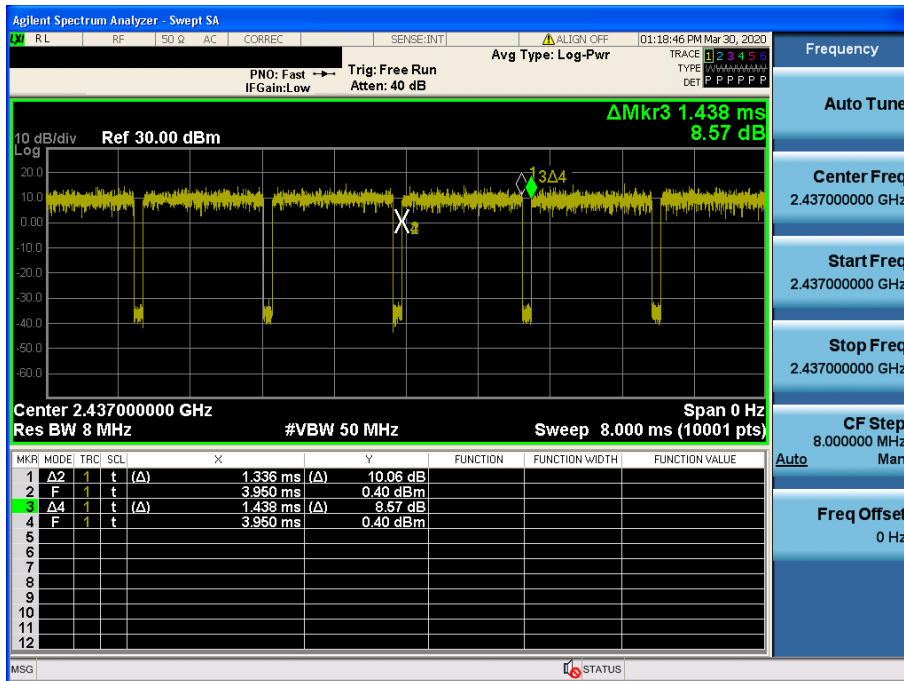 Agilent Spectrum Analyzer - Swept SA
LXI RL RF 50 Ω AC CORREC SENSE:INT ALIGN OFF 01:18:46 PM Mar 30, 2020
Avg Type: Log-Pwr TRACE 1 2 3 4 5 6
PNO: Fast Trig: Free Run TYPE WWWWWW
IFGain:Low Atten: 40 dB DET P P P P P P
ΔMkr3 1.438 ms
8.57 dB
10 dB/div Ref 30.00 dBm
Log
20.0
10.0
0.00
-10.0
-20.0
-30.0
-40.0
-50.0
-60.0
1 3Δ4
X
Center 2.437000000 GHz Span 0 Hz
Res BW 8 MHz #VBW 50 MHz Sweep 8.000 ms (10001 pts)
MKR MODE TRC SCL X Y FUNCTION FUNCTION WIDTH FUNCTION VALUE
1 Δ2 1 t (Δ) 1.336 ms (Δ) 10.06 dB
2 F 1 t 3.950 ms 0.40 dBm
3 Δ4 1 t (Δ) 1.438 ms (Δ) 8.57 dB
4 F 1 t 3.950 ms 0.40 dBm
5
6
7
8
9
10
11
12
MSG STATUS
Frequency
Auto Tune
Center Freq
2.437000000 GHz
Start Freq
2.437000000 GHz
Stop Freq
2.437000000 GHz
CF Step
8.000000 MHz
Auto Man
Freq Offset
0 Hz